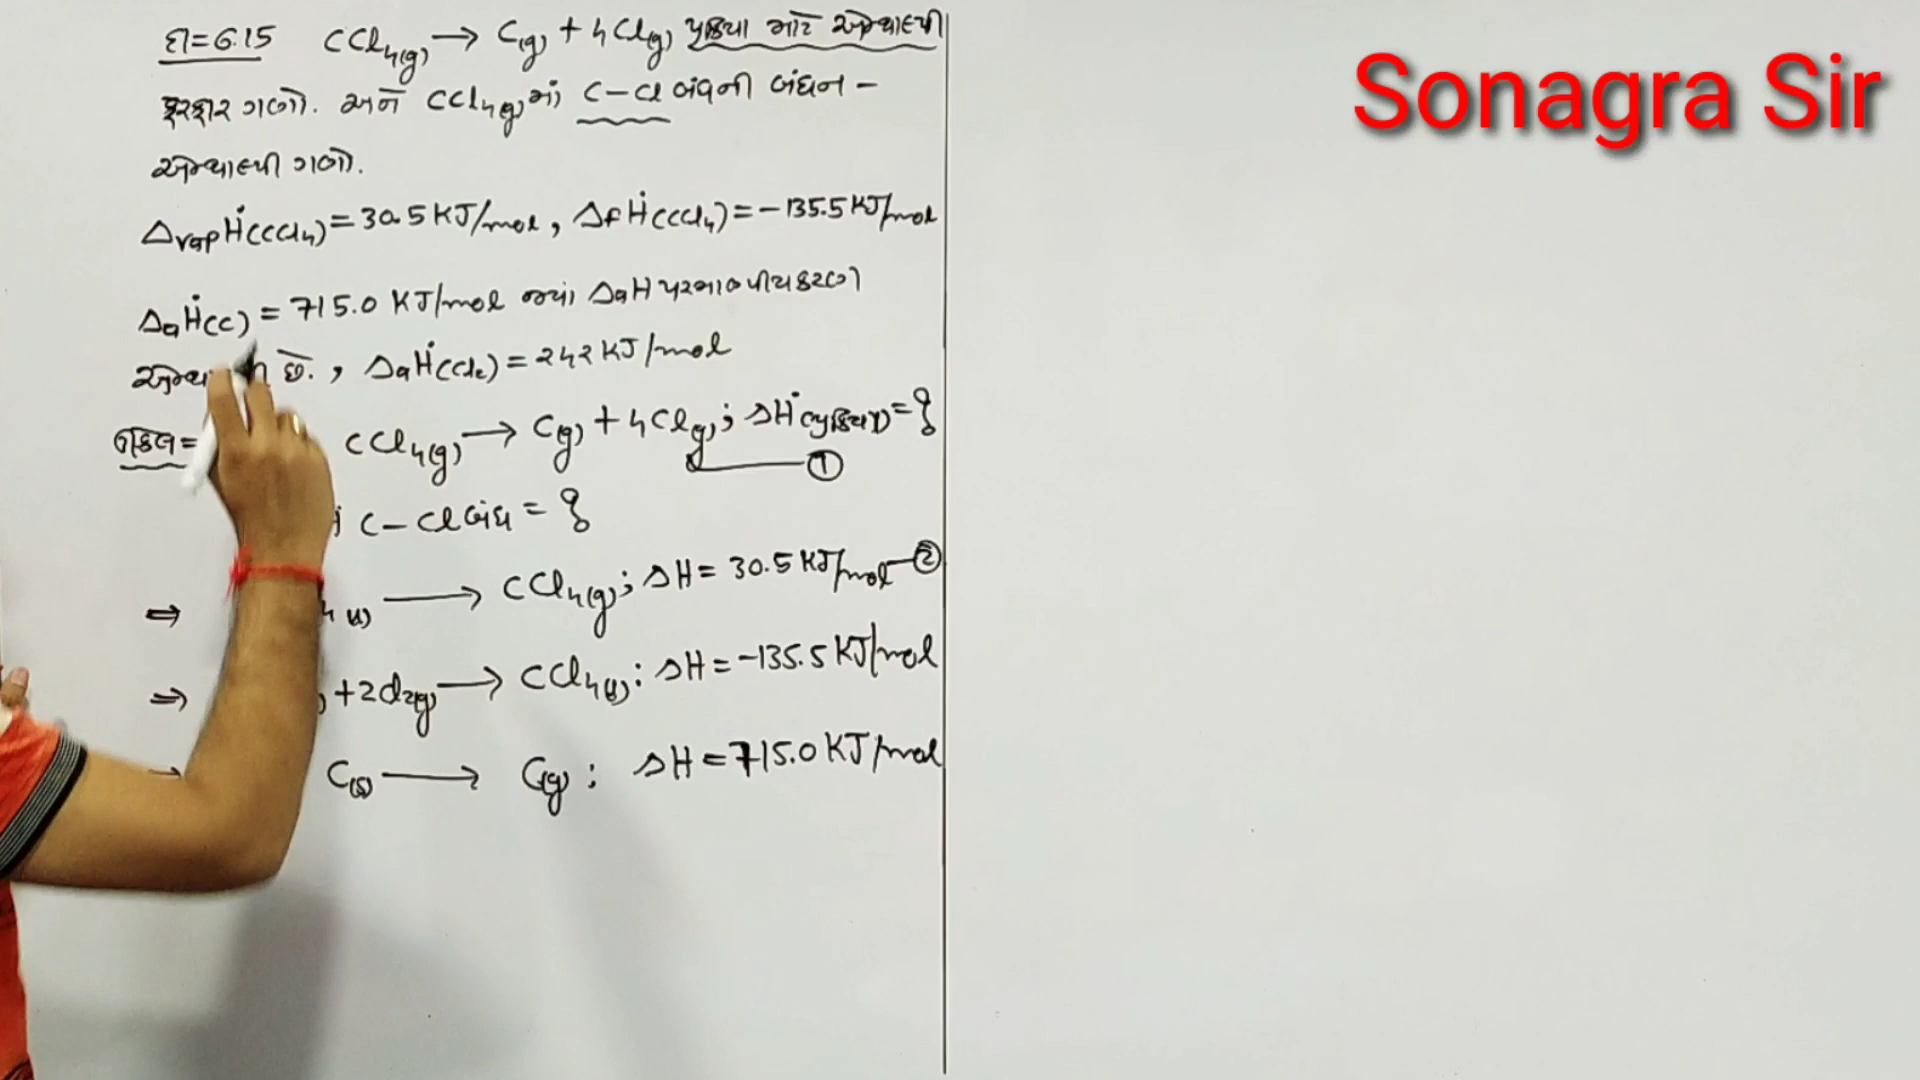 દા=6.15 CCl4(g) → C(g) + 4Cl(g) પ્રક્રિયા માટે એન્થાલ્પી
ફેરફાર ગણો. અને CCl4(g)માં C-Cl બંધની બંધન-
એન્થાલ્પી ગણો.
ΔvapH°(CCl4) = 30.5 KJ/mol, ΔfH°(CCl4) = -135.5 KJ/mol
ΔaH°(C) = 715.0 KJ/mol જ્યાં ΔaH પરમાણ્વીયકરણ
છે., ΔaH°(Cl2) = 242 KJ/mol
ઉકેલ= CCl4(g) → C(g) + 4Cl(g); ΔH°(પ્રક્રિયા) = ?
①
C-Cl બંધ = ?
⇒ 4(l) → CCl4(g); ΔH = 30.5 KJ/mol -②
⇒ +2Cl2(g) → CCl4(l): ΔH = -135.5 KJ/mol
C(s) → C(g): ΔH = 715.0 KJ/mol
Sonagra Sir